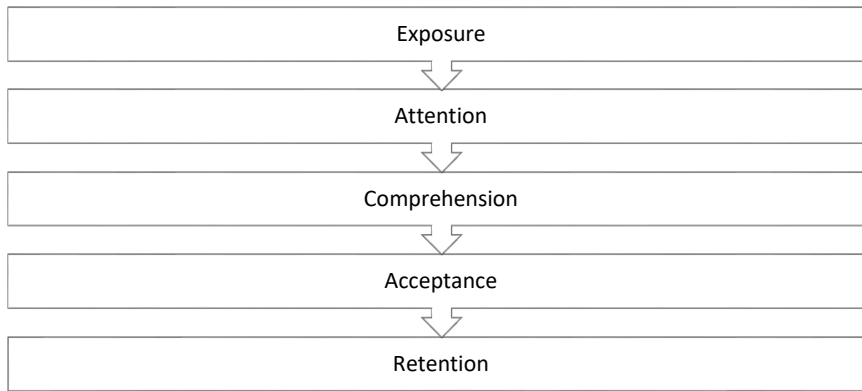 Exposure
Attention
Comprehension
Acceptance
Retention